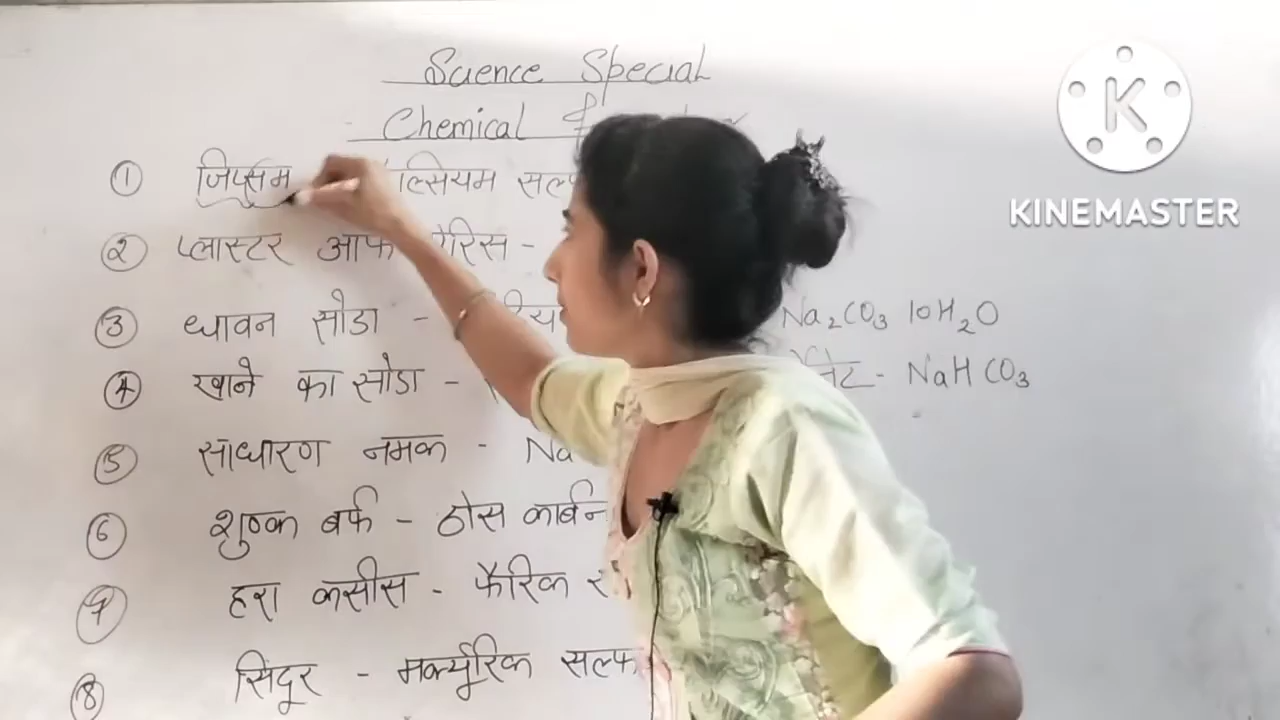 Science Special
Chemical
① जिप्सम ल्सियम सल्
② प्लास्टर आफ पेरिस -
③ धावन सोडा - Na₂CO₃ 10H₂O
④ खाने का सोडा - नेट - NaHCO₃
⑤ साधारण नमक - Na
⑥ शुष्क बर्फ - ठोस कार्बन
⑦ हरा कसीस - फैरिक
⑧ सिदूर - मर्क्यूरिक सल्फ
K
KINEMASTER